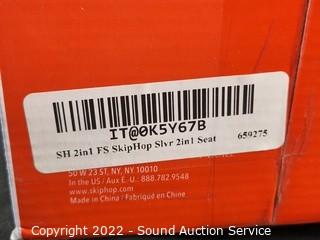 IT@0K5Y67B
SH 2in1 FS SkipHop Slvr 2in1 Seat 659275
50 W 23 ST, NY, NY 10010
In the US / Aux E.U.: 888.782.9548
www.skiphop.com
Made in China / Fabriqué en Chine
Copyright 2022 - Sound Auction Service